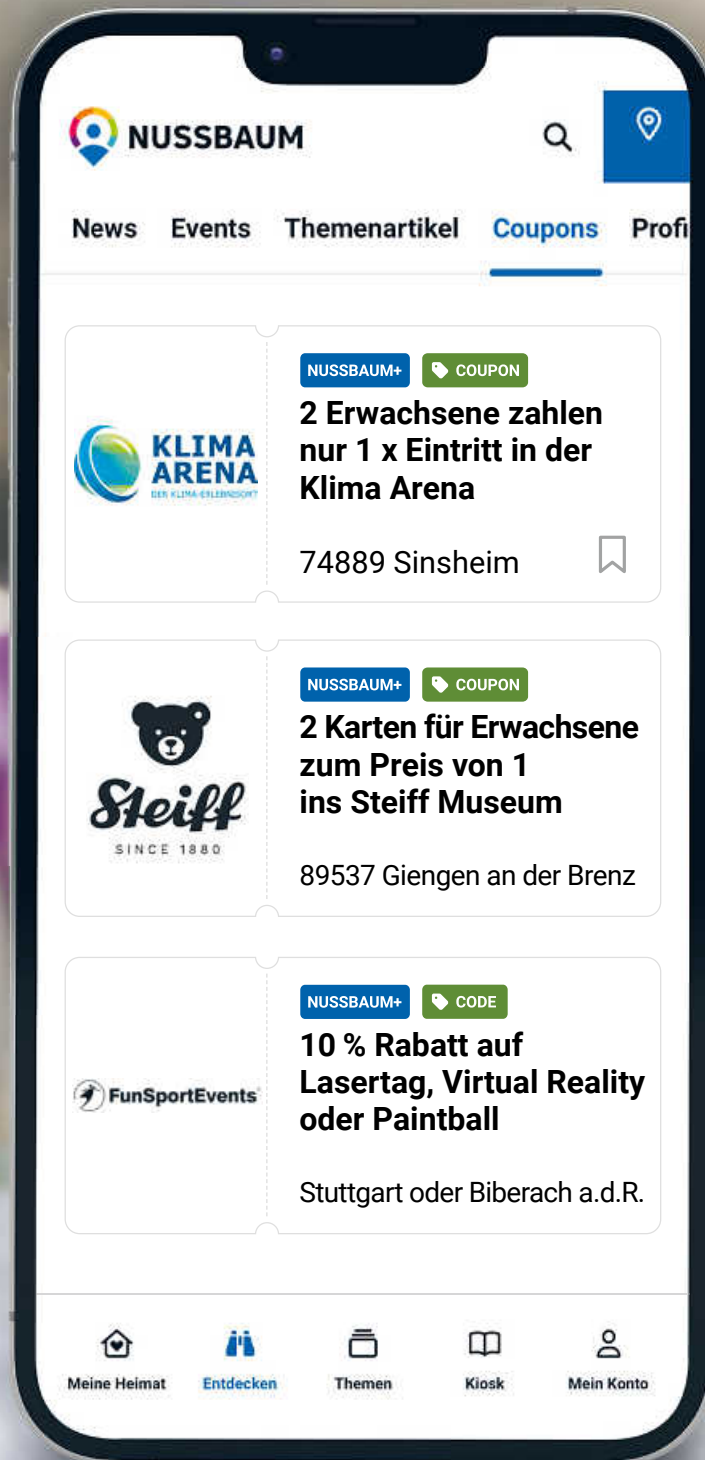 NUSSBAUM
News Events Themenartikel Coupons Profi
NUSSBAUM+ COUPON
KLIMA
ARENA
DER KLIMA-ERLEBNISORT
2 Erwachsene zahlen
nur 1 x Eintritt in der
Klima Arena
74889 Sinsheim
NUSSBAUM+ COUPON
Steiff
SINCE 1880
2 Karten für Erwachsene
zum Preis von 1
ins Steiff Museum
89537 Giengen an der Brenz
NUSSBAUM+ CODE
FunSportEvents
10 % Rabatt auf
Lasertag, Virtual Reality
oder Paintball
Stuttgart oder Biberach a.d.R.
Meine Heimat Entdecken Themen Kiosk Mein Konto